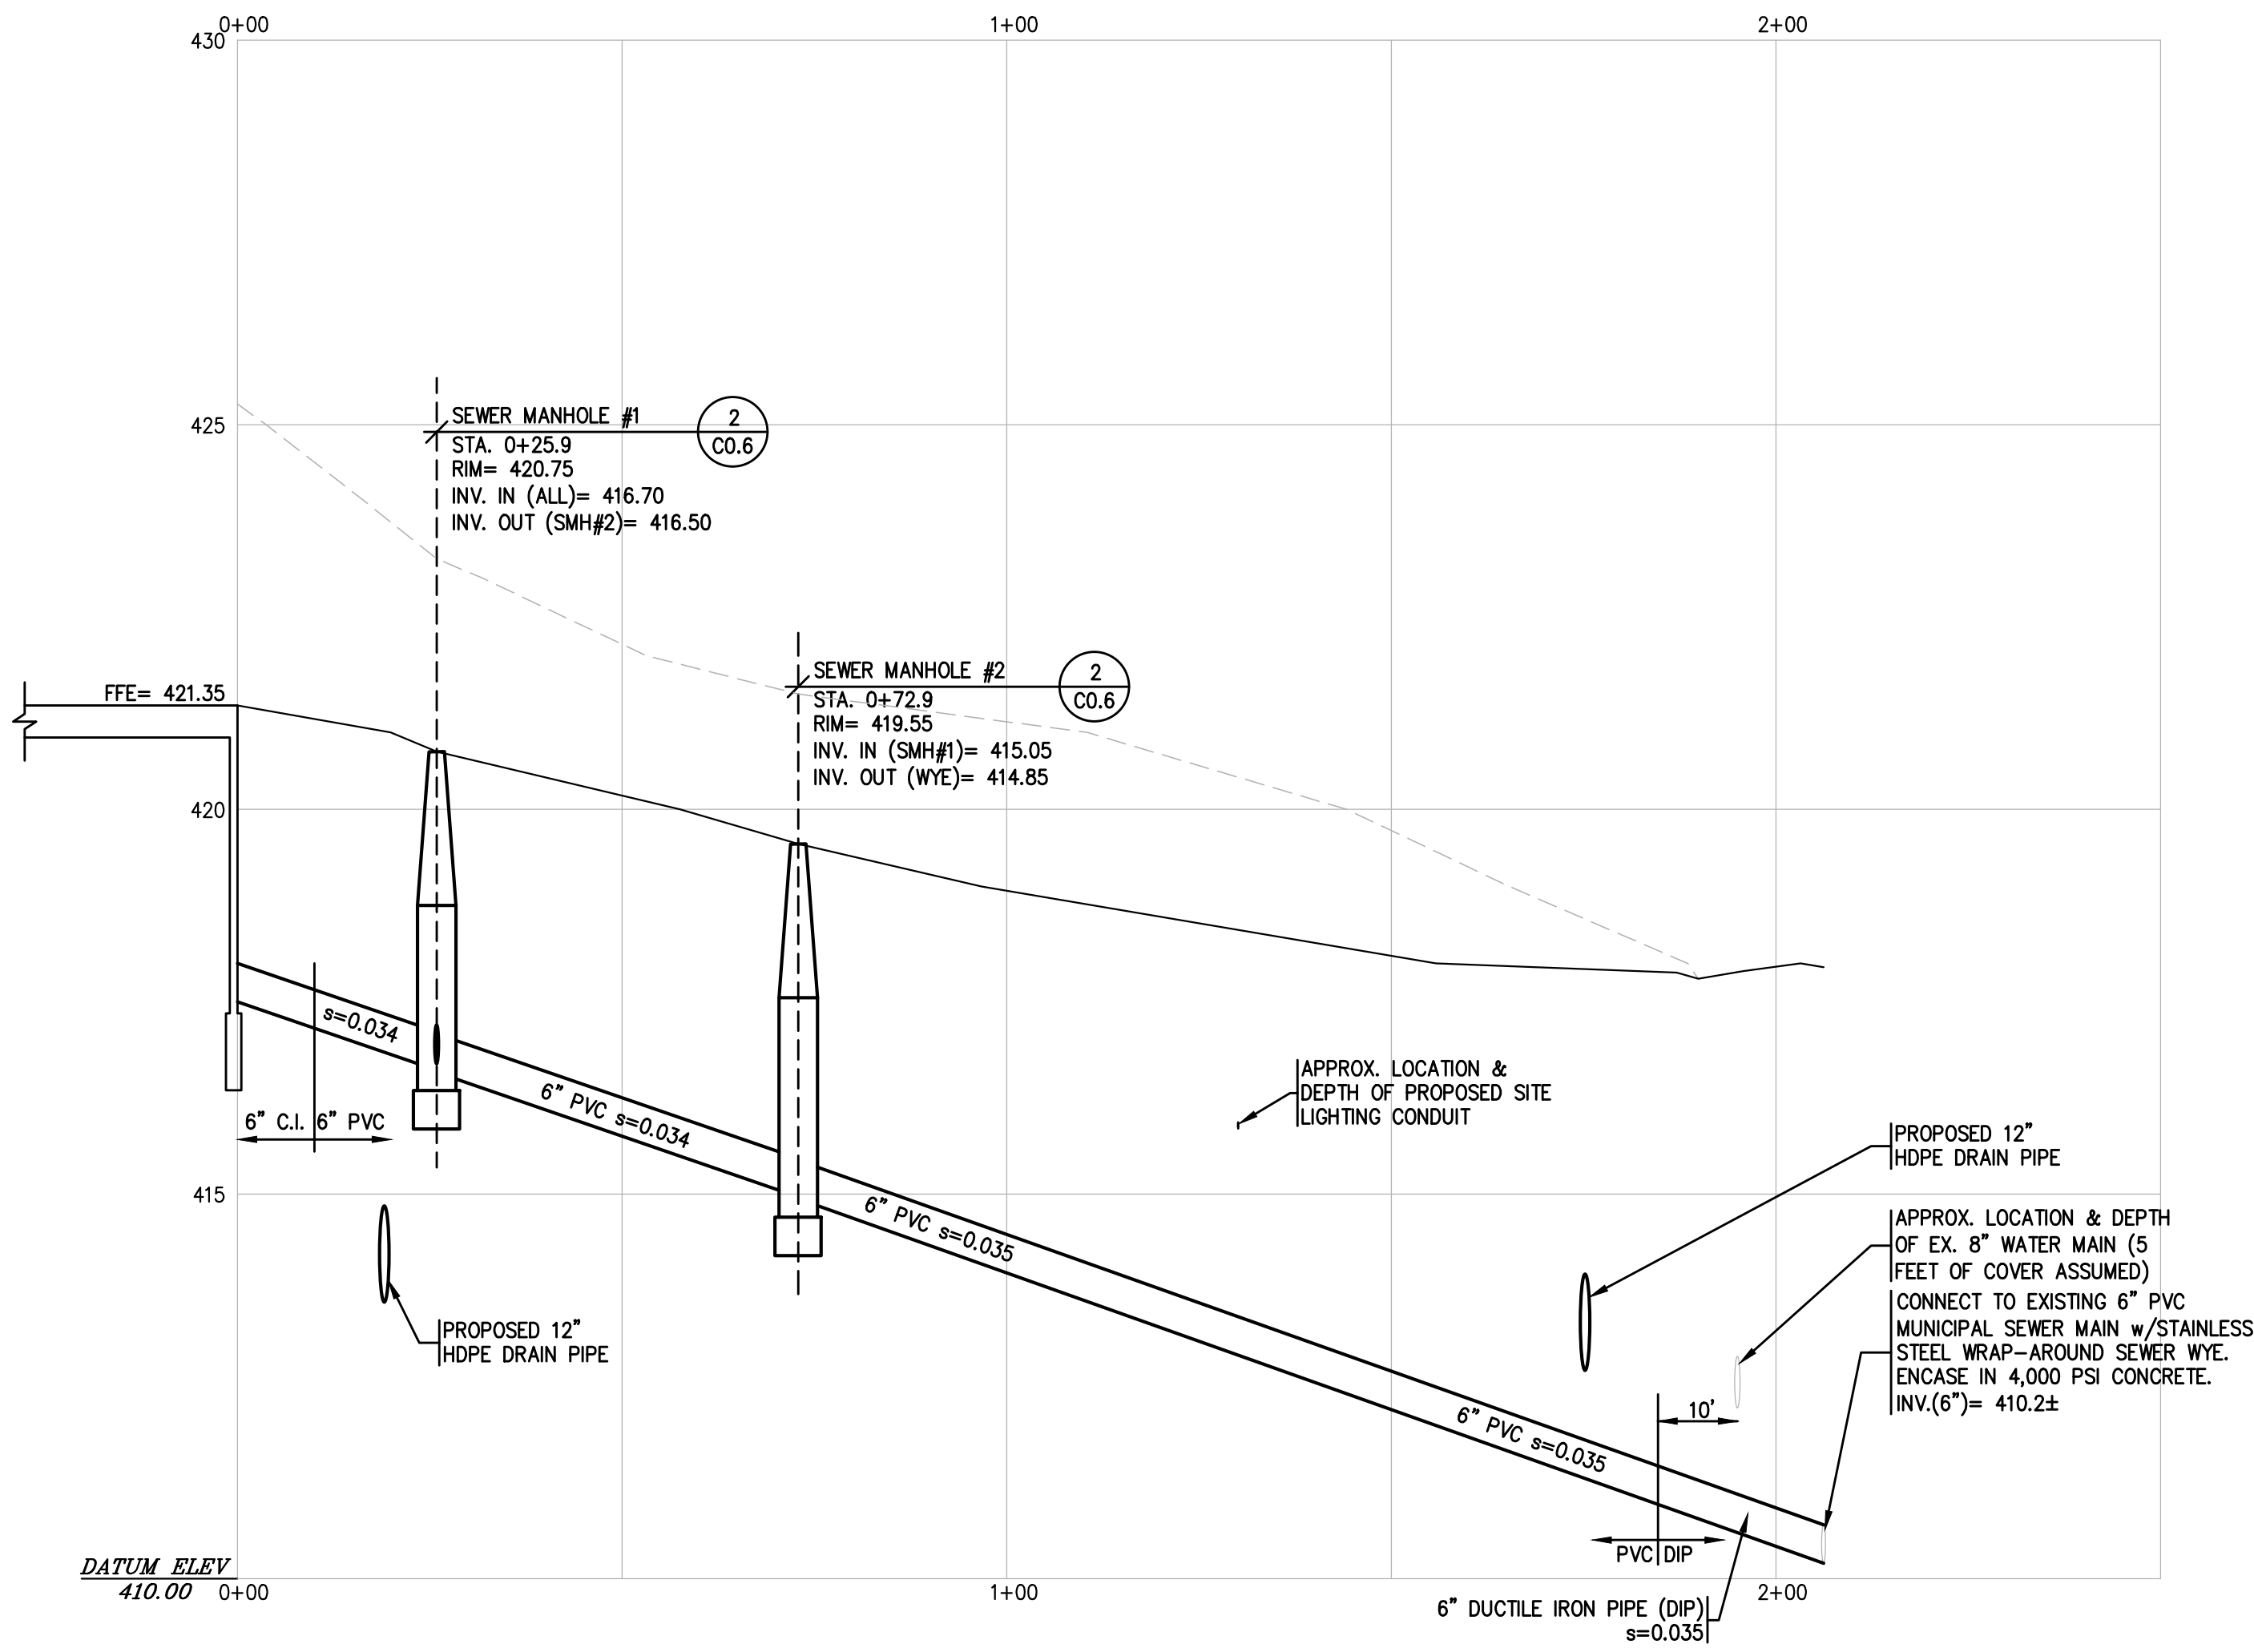 0+00
1+00
2+00
430
425
SEWER MANHOLE #1
2
C0.6
STA. 0+25.9
RIM= 420.75
INV. IN (ALL)= 416.70
INV. OUT (SMH#2)= 416.50
SEWER MANHOLE #2
2
C0.6
STA. 0+72.9
RIM= 419.55
INV. IN (SMH#1)= 415.05
INV. OUT (WYE)= 414.85
FFE= 421.35
420
s=0.034
6" C.I.
6" PVC
6" PVC s=0.034
APPROX. LOCATION &
DEPTH OF PROPOSED SITE
LIGHTING CONDUIT
415
6" PVC s=0.035
PROPOSED 12"
HDPE DRAIN PIPE
PROPOSED 12"
HDPE DRAIN PIPE
APPROX. LOCATION & DEPTH
OF EX. 8" WATER MAIN (5
FEET OF COVER ASSUMED)
CONNECT TO EXISTING 6" PVC
MUNICIPAL SEWER MAIN w/STAINLESS
STEEL WRAP-AROUND SEWER WYE.
ENCASE IN 4,000 PSI CONCRETE.
INV.(6")= 410.2±
10'
6" PVC s=0.035
PVC
DIP
DATUM ELEV
410.00
0+00
1+00
2+00
6" DUCTILE IRON PIPE (DIP)
s=0.035